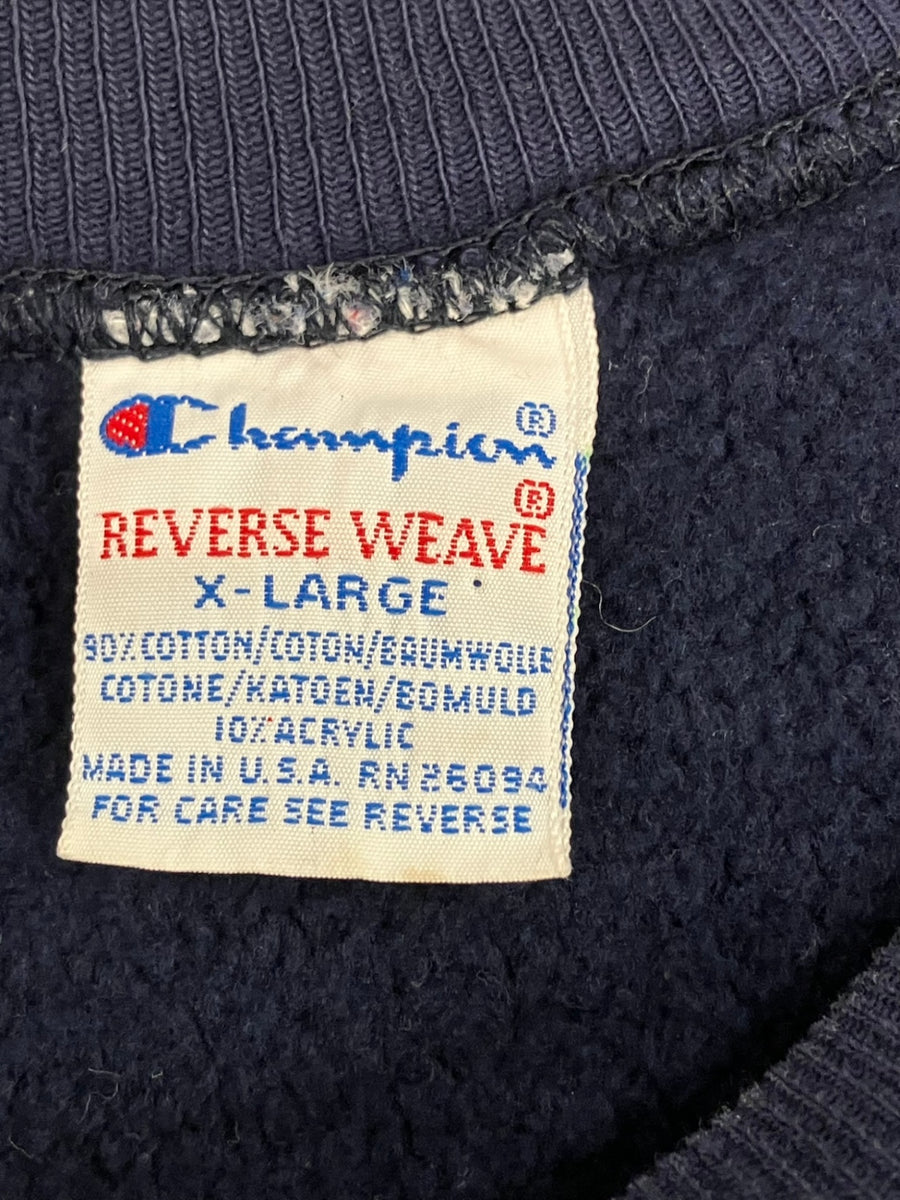 Champion®
REVERSE WEAVE®
X-LARGE
90% COTTON/COTON/BAUMWOLLE
COTONE/KATOEN/BOMULD
10% ACRYLIC
MADE IN U.S.A. RN 26094
FOR CARE SEE REVERSE